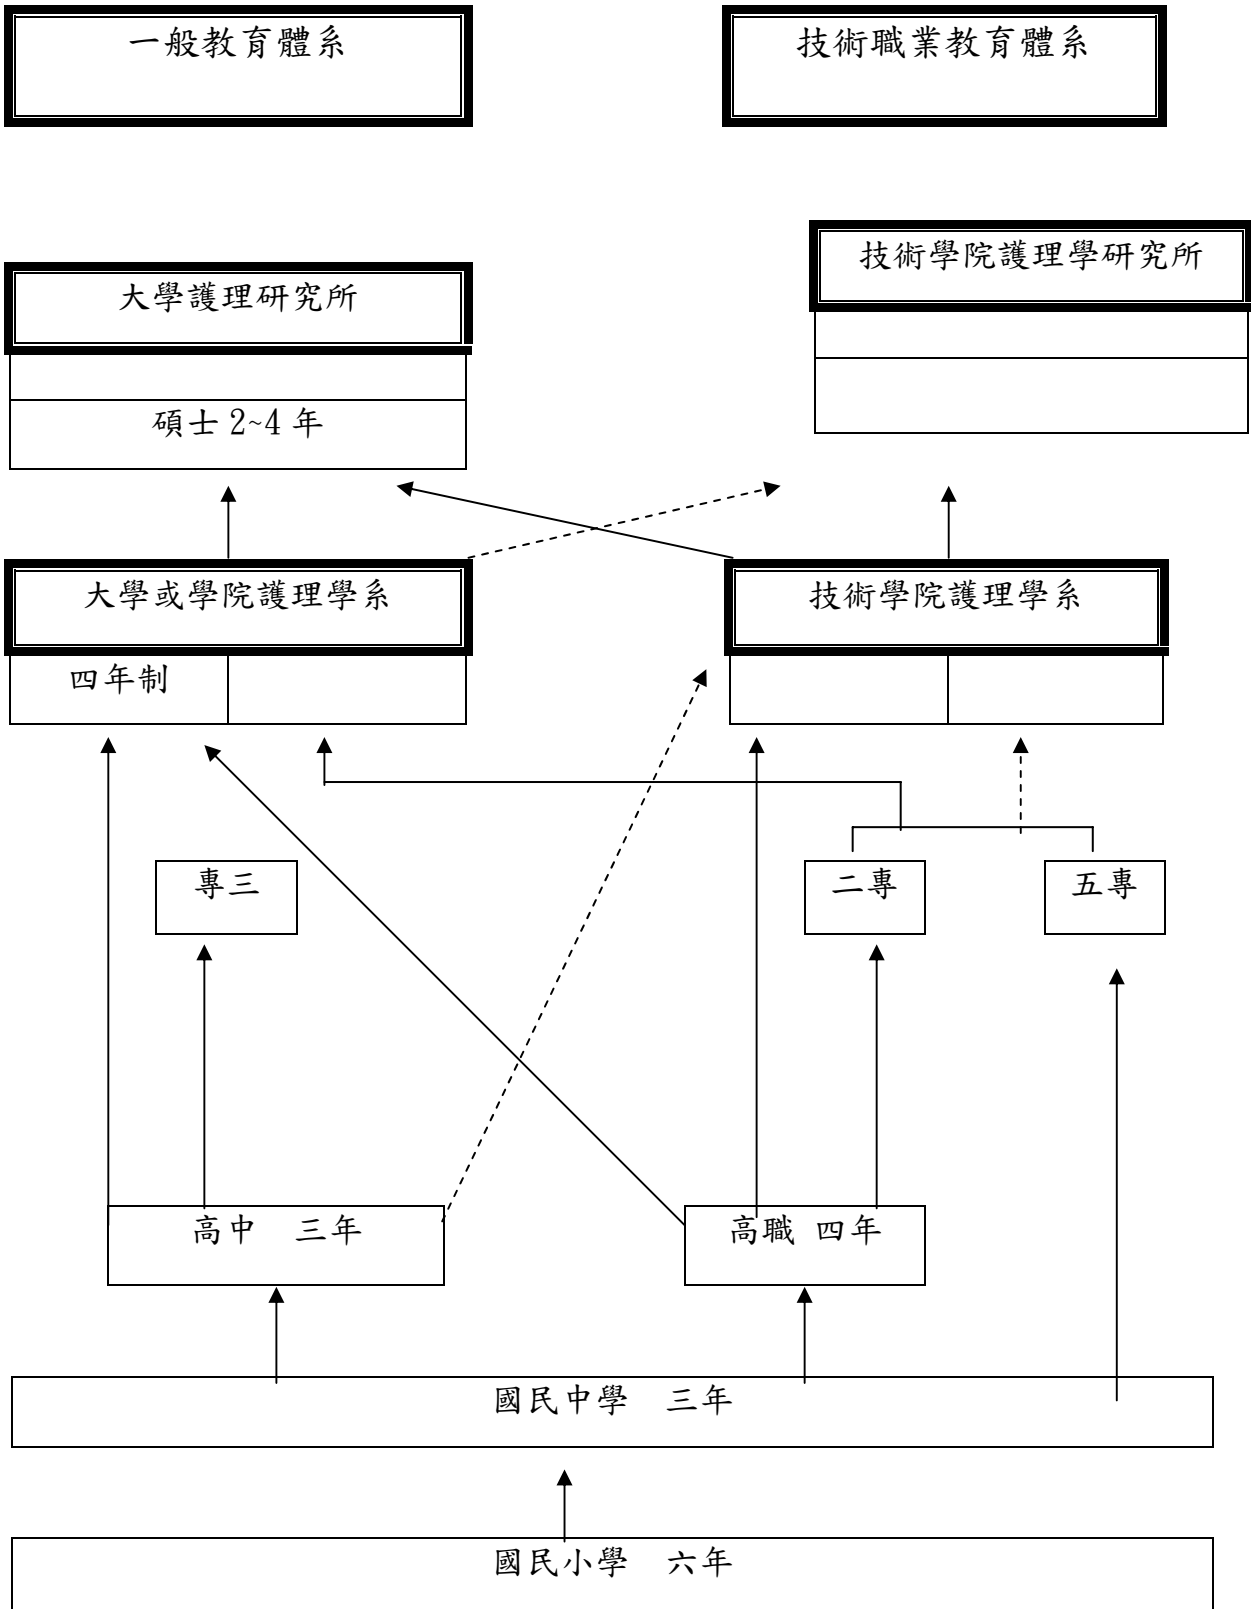 一般教育體系
技術職業教育體系
技術學院護理學研究所
大學護理研究所
碩士 2~4 年
大學或學院護理學系
技術學院護理學系
四年制
專三
二專
五專
高中 三年
高職 四年
國民中學 三年
國民小學 六年